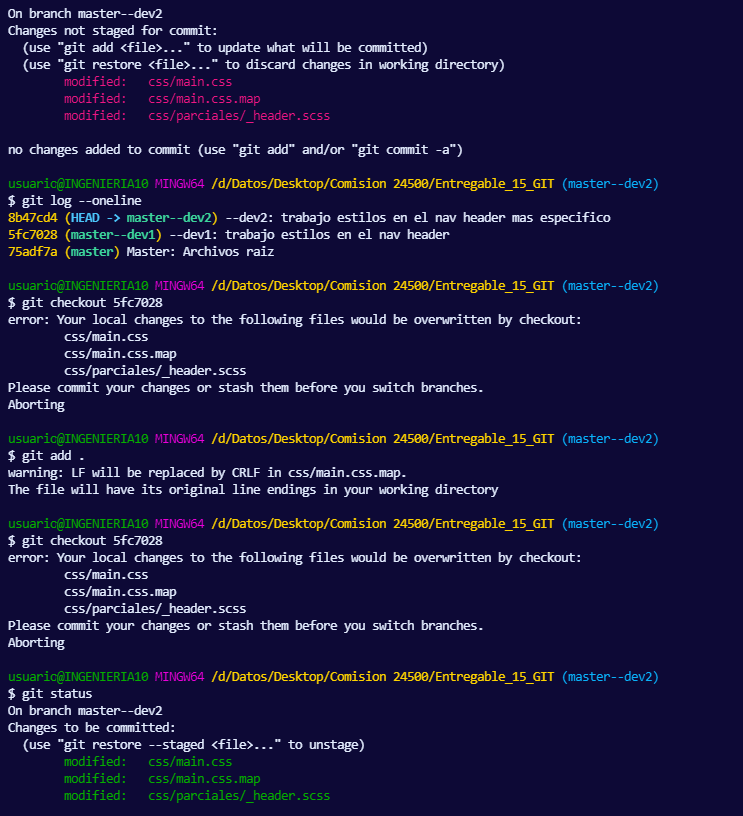 On branch master--dev2
Changes not staged for commit:
  (use "git add <file>..." to update what will be committed)
  (use "git restore <file>..." to discard changes in working directory)
        modified:   css/main.css
        modified:   css/main.css.map
        modified:   css/parciales/_header.scss

no changes added to commit (use "git add" and/or "git commit -a")

usuario@INGENIERIA10 MINGW64 /d/Datos/Desktop/Comision 24500/Entregable_15_GIT (master--dev2)
$ git log --oneline
8b47cd4 (HEAD -> master--dev2) --dev2: trabajo estilos en el nav header mas especifico
5fc7028 (master--dev1) --dev1: trabajo estilos en el nav header
75adf7a (master) Master: Archivos raiz

usuario@INGENIERIA10 MINGW64 /d/Datos/Desktop/Comision 24500/Entregable_15_GIT (master--dev2)
$ git checkout 5fc7028
error: Your local changes to the following files would be overwritten by checkout:
        css/main.css
        css/main.css.map
        css/parciales/_header.scss
Please commit your changes or stash them before you switch branches.
Aborting

usuario@INGENIERIA10 MINGW64 /d/Datos/Desktop/Comision 24500/Entregable_15_GIT (master--dev2)
$ git add .
warning: LF will be replaced by CRLF in css/main.css.map.
The file will have its original line endings in your working directory

usuario@INGENIERIA10 MINGW64 /d/Datos/Desktop/Comision 24500/Entregable_15_GIT (master--dev2)
$ git checkout 5fc7028
error: Your local changes to the following files would be overwritten by checkout:
        css/main.css
        css/main.css.map
        css/parciales/_header.scss
Please commit your changes or stash them before you switch branches.
Aborting

usuario@INGENIERIA10 MINGW64 /d/Datos/Desktop/Comision 24500/Entregable_15_GIT (master--dev2)
$ git status
On branch master--dev2
Changes to be committed:
  (use "git restore --staged <file>..." to unstage)
        modified:   css/main.css
        modified:   css/main.css.map
        modified:   css/parciales/_header.scss